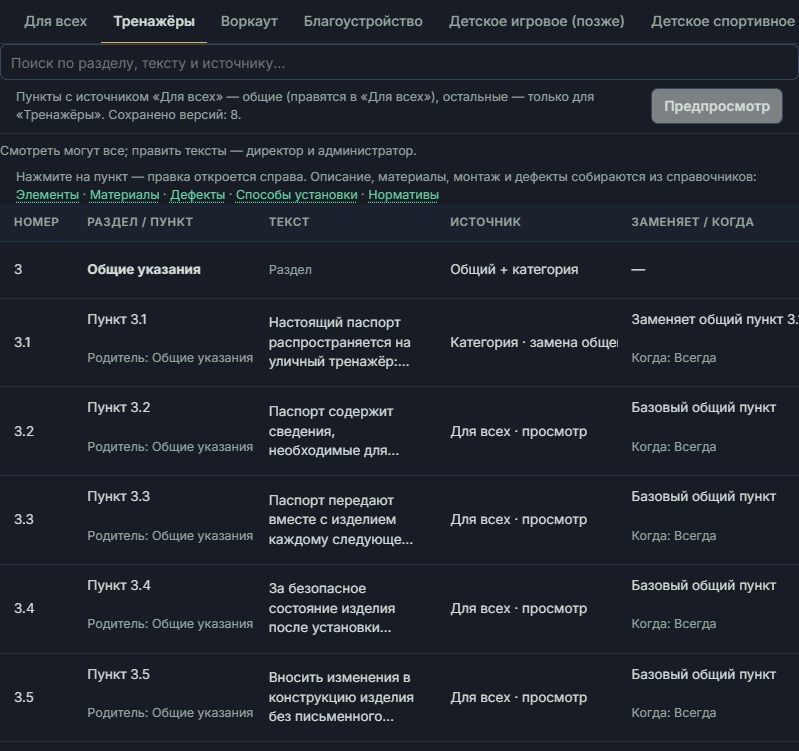 Для всех Тренажёры Воркаут Благоустройство Детское игровое (позже) Детское спортивное
Поиск по разделу, тексту и источнику...
Пункты с источником «Для всех» — общие (правятся в «Для всех»), остальные — только для
«Тренажёры». Сохранено версий: 8.
Предпросмотр
Смотреть могут все; править тексты — директор и администратор.
Нажмите на пункт — правка откроется справа. Описание, материалы, монтаж и дефекты собираются из справочников:
Элементы · Материалы · Дефекты · Способы установки · Нормативы
НОМЕР РАЗДЕЛ / ПУНКТ ТЕКСТ ИСТОЧНИК ЗАМЕНЯЕТ / КОГДА
3 Общие указания Раздел Общий + категория —
3.1
Пункт 3.1
Родитель: Общие указания
Настоящий паспорт
распространяется на
уличный тренажёр:...
Категория · замена общег
Заменяет общий пункт 3.1
Когда: Всегда
3.2
Пункт 3.2
Родитель: Общие указания
Паспорт содержит
сведения,
необходимые для...
Для всех · просмотр
Базовый общий пункт
Когда: Всегда
3.3
Пункт 3.3
Родитель: Общие указания
Паспорт передают
вместе с изделием
каждому следующе...
Для всех · просмотр
Базовый общий пункт
Когда: Всегда
3.4
Пункт 3.4
Родитель: Общие указания
За безопасное
состояние изделия
после установки...
Для всех · просмотр
Базовый общий пункт
Когда: Всегда
3.5
Пункт 3.5
Родитель: Общие указания
Вносить изменения в
конструкцию изделия
без письменного...
Для всех · просмотр
Базовый общий пункт
Когда: Всегда